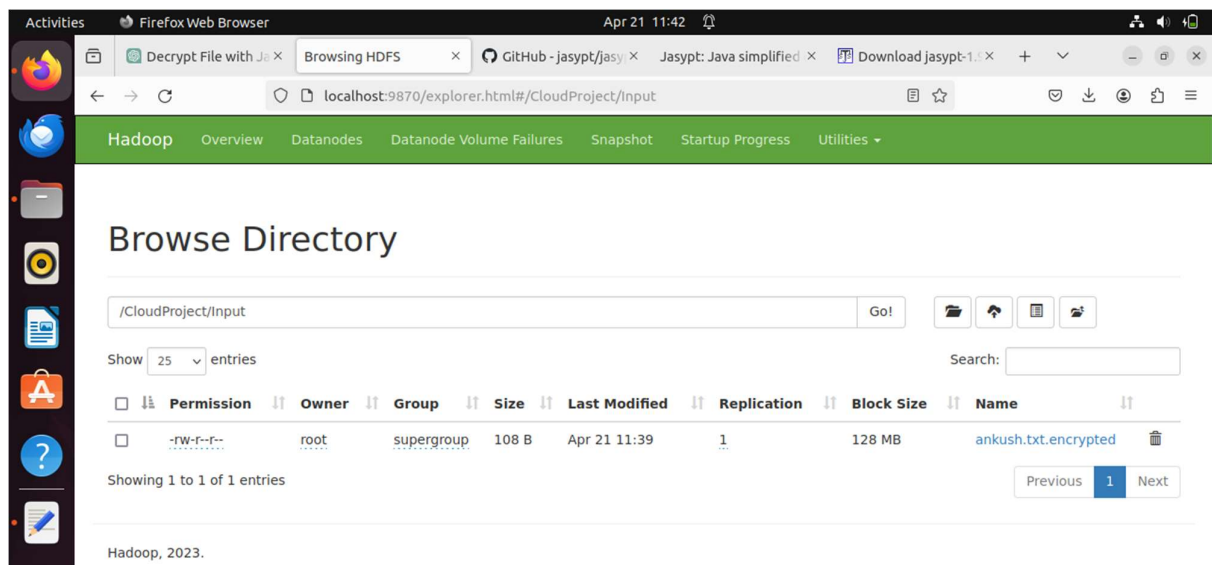 Activities Firefox Web Browser Apr 21 11:42
Decrypt File with Ja Browsing HDFS GitHub - jasypt/jasy Jasypt: Java simplified Download jasypt-1.9
localhost:9870/explorer.html#/CloudProject/Input
Hadoop Overview Datanodes Datanode Volume Failures Snapshot Startup Progress Utilities
Browse Directory
/CloudProject/Input Go!
Show 25 entries Search:
Permission Owner Group Size Last Modified Replication Block Size Name
-rw-r--r-- root supergroup 108 B Apr 21 11:39 1 128 MB ankush.txt.encrypted
Showing 1 to 1 of 1 entries Previous 1 Next
Hadoop, 2023.